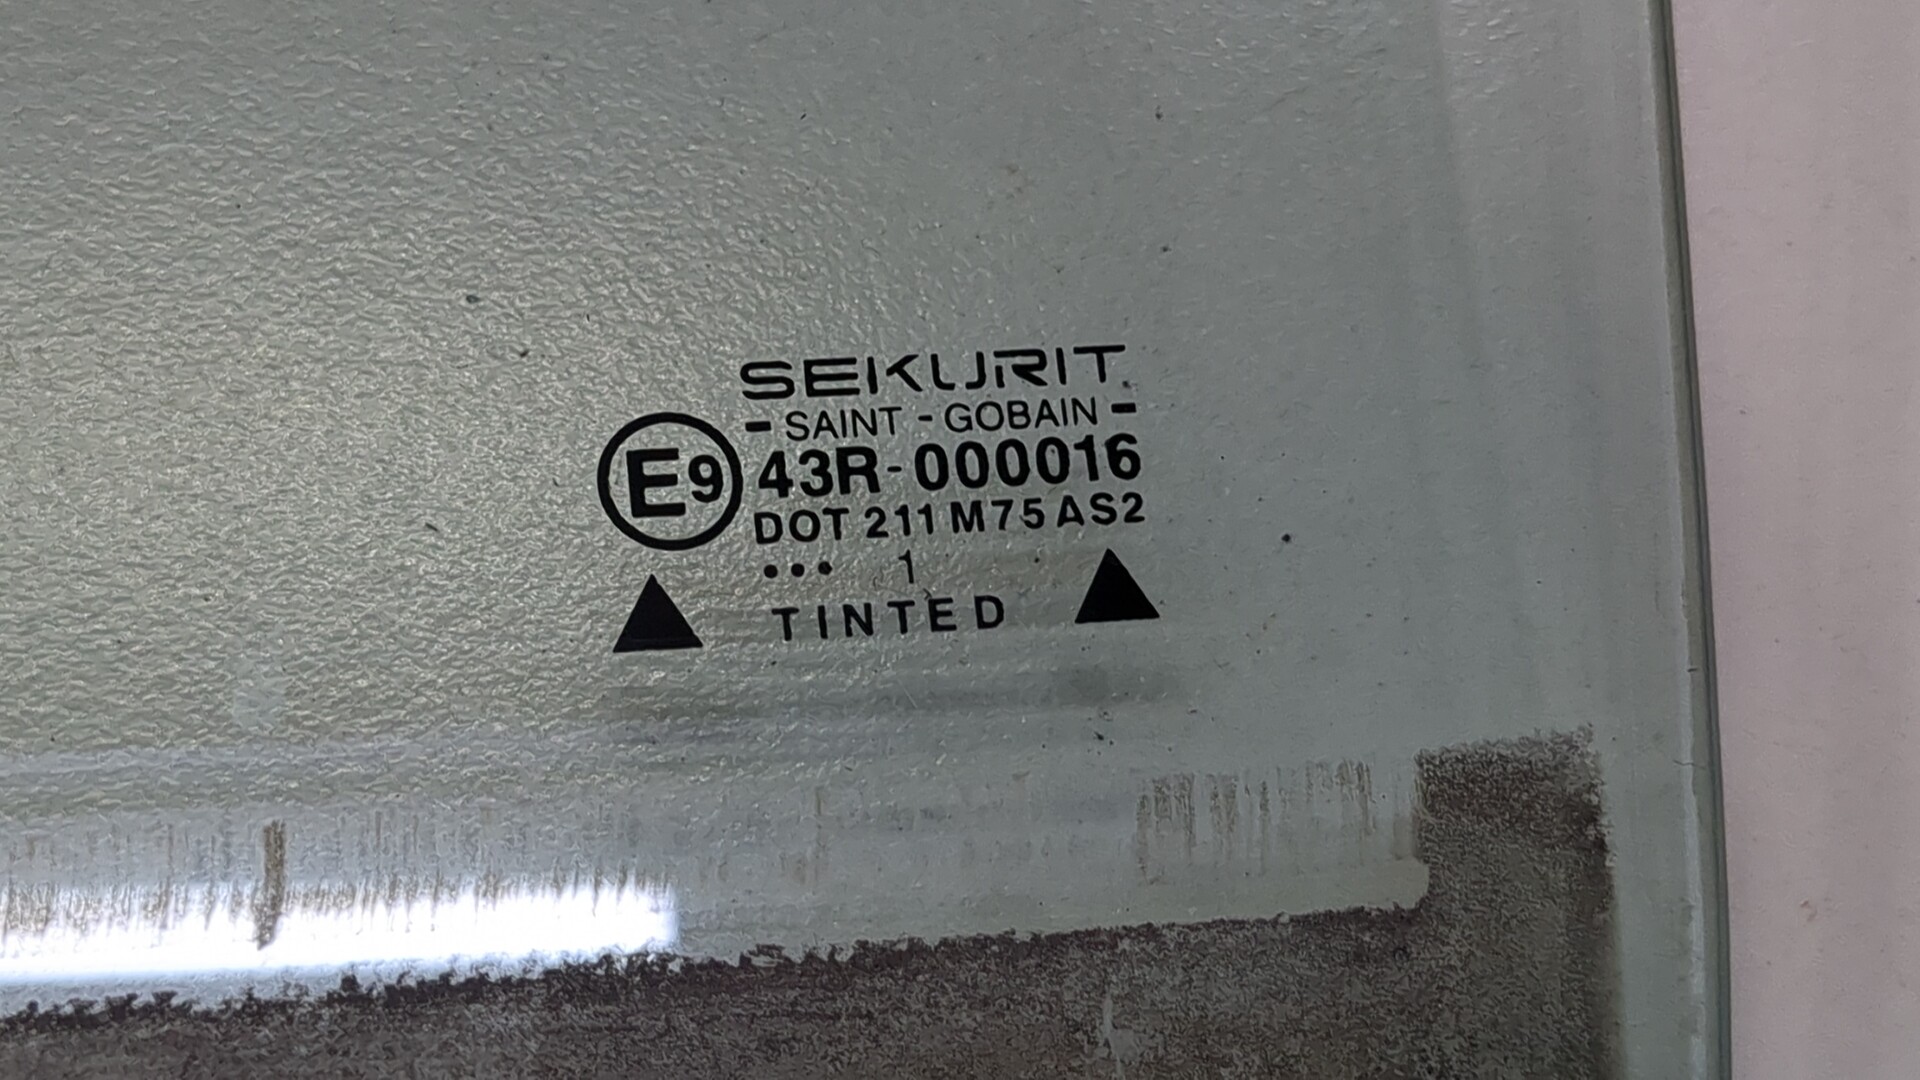 SEKURIT
- SAINT - GOBAIN -
E9 43R-000016
DOT 211 M75 AS2
••• 1
TINTED